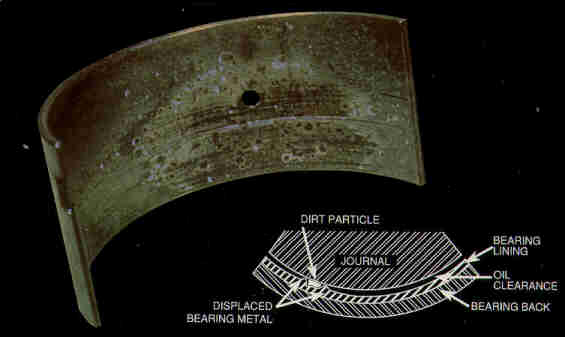 DIRT PARTICLE
JOURNAL
BEARING
LINING
OIL
CLEARANCE
BEARING BACK
DISPLACED
BEARING METAL